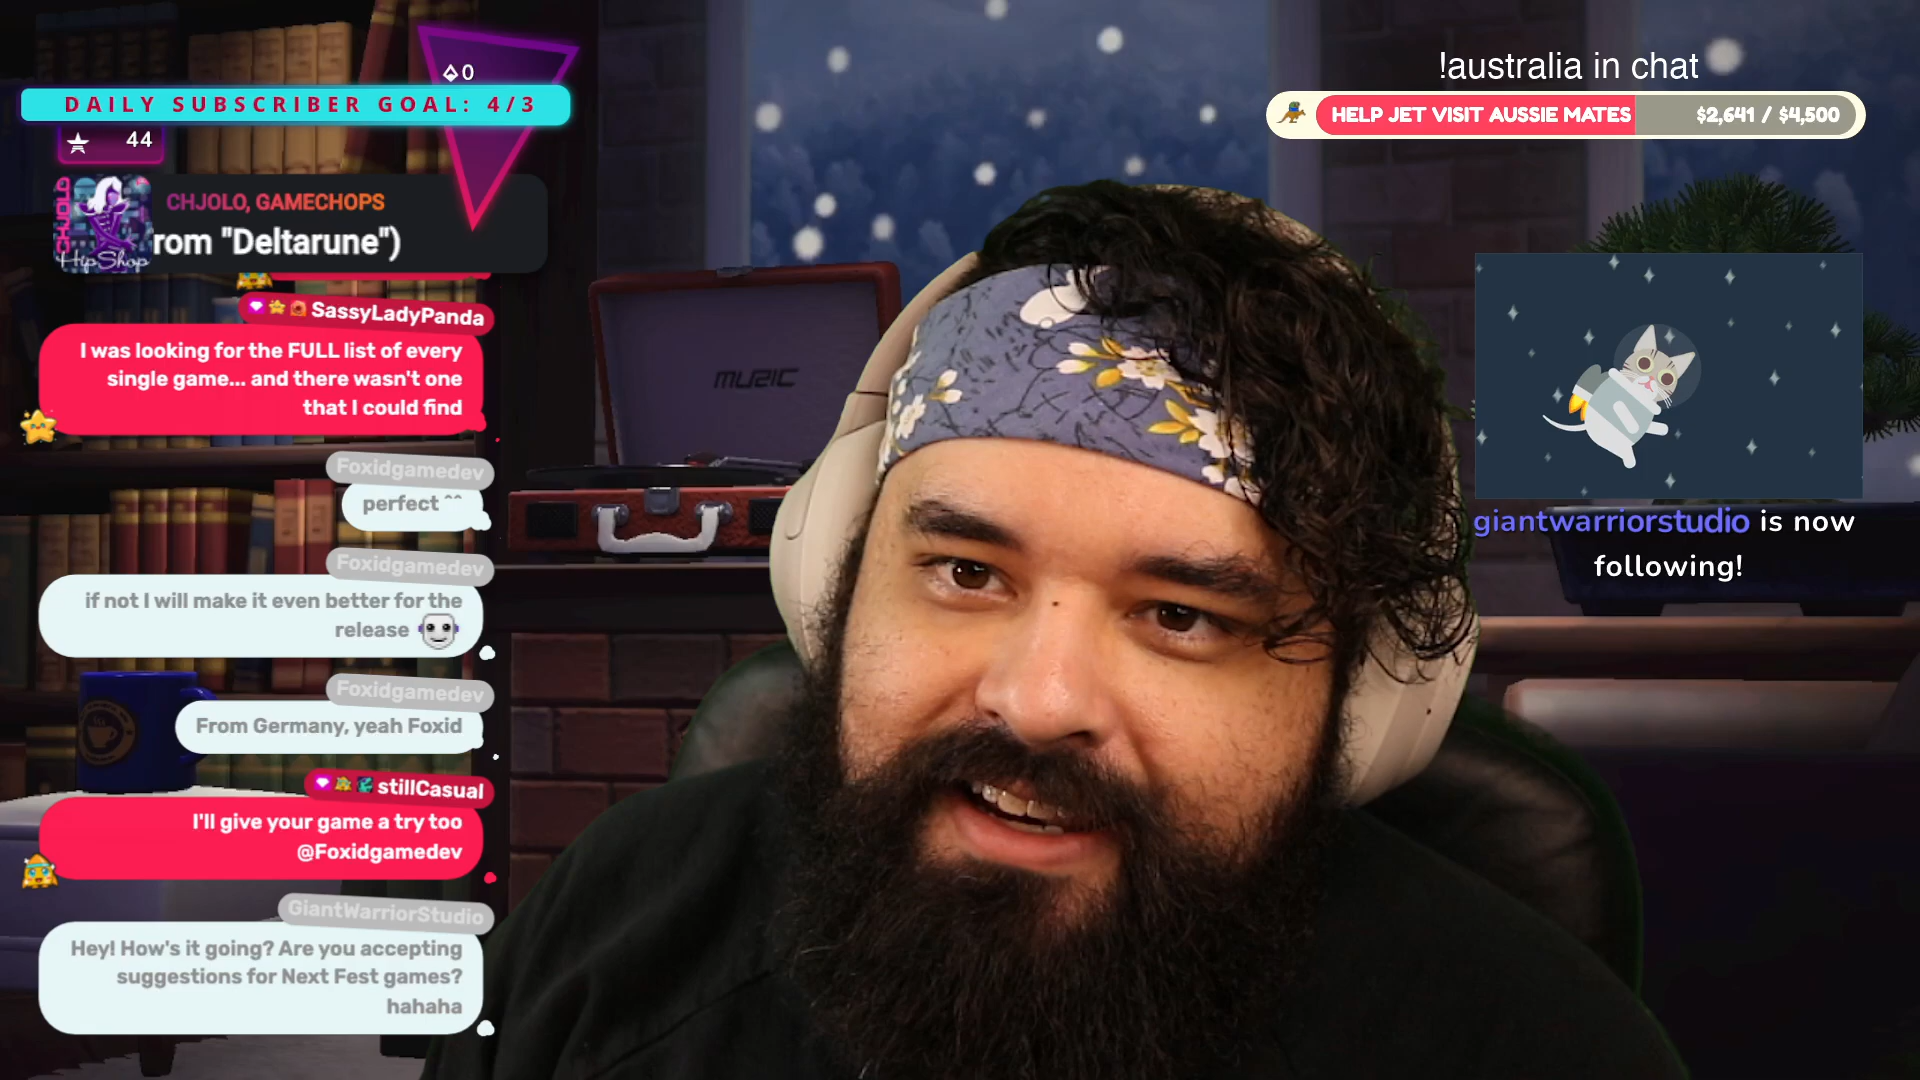 0
DAILY SUBSCRIBER GOAL: 4/3
44
CHJOLO
HipShop
CHJOLO, GAMECHOPS
rom "Deltarune")
SassyLadyPanda
I was looking for the FULL list of every
single game... and there wasn't one
that I could find
Foxidgamedev
perfect ^^
Foxidgamedev
if not I will make it even better for the
release
Foxidgamedev
From Germany, yeah Foxid
stillCasual
I'll give your game a try too
@Foxidgamedev
GiantWarriorStudio
Hey! How's it going? Are you accepting
suggestions for Next Fest games?
hahaha
MUZIC
!australia in chat
HELP JET VISIT AUSSIE MATES
$2,641 / $4,500
giantwarriorstudio is now
following!